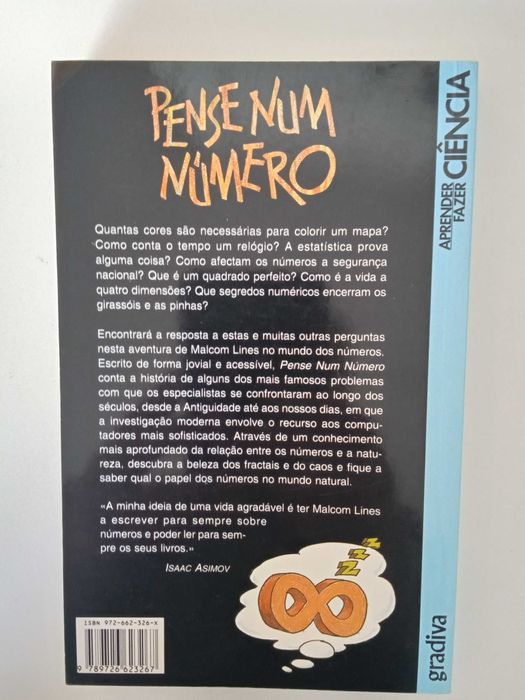 PENSE NUM
NÚMERO
Quantas cores são necessárias para colorir um mapa?
Como conta o tempo um relógio? A estatística prova
alguma coisa? Como afectam os números a segurança
nacional? Que é um quadrado perfeito? Como é a vida a
quatro dimensões? Que segredos numéricos encerram os
girassóis e as pinhas?
Encontrará a resposta a estas e muitas outras perguntas
nesta aventura de Malcom Lines no mundo dos números.
Escrito de forma jovial e acessível, Pense Num Número
conta a história de alguns dos mais famosos problemas
com que os especialistas se confrontaram ao longo dos
séculos, desde a Antiguidade até aos nossos dias, em que
a investigação moderna envolve o recurso aos compu-
tadores mais sofisticados. Através de um conhecimento
mais aprofundado da relação entre os números e a natu-
reza, descubra a beleza dos fractais e do caos e fique a
saber qual o papel dos números no mundo natural.
«A minha ideia de uma vida agradável é ter Malcom Lines
a escrever para sempre sobre
números e poder ler para sem-
pre os seus livros.»
ISAAC ASIMOV
z z z
ISBN 972-662-326-X
9 789726 623267
APRENDER
FAZER
CIÊNCIA
gradiva